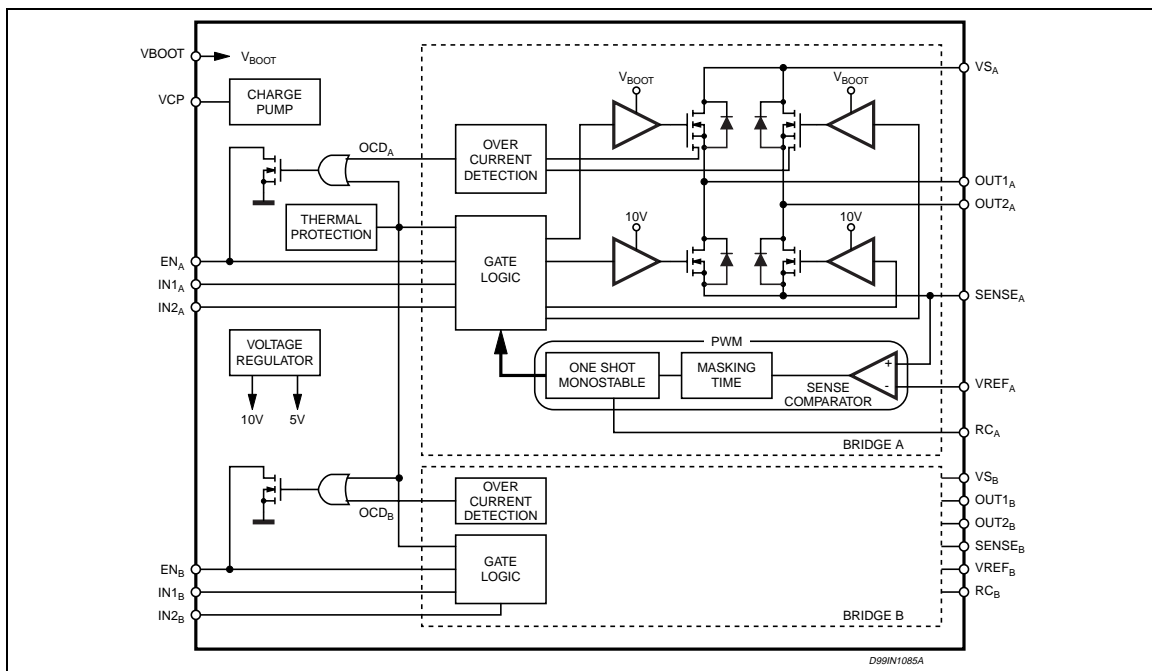 VBOOT
VBOOT
VCP
CHARGE
PUMP
OCDA
OVER
CURRENT
DETECTION
THERMAL
PROTECTION
ENA
IN1A
IN2A
GATE
LOGIC
VBOOT
VBOOT
10V
10V
VSA
OUT1A
OUT2A
SENSEA
VOLTAGE
REGULATOR
10V
5V
PWM
ONE SHOT
MONOSTABLE
MASKING
TIME
+
-
SENSE
COMPARATOR
VREFA
RCA
BRIDGE A
OCDB
OVER
CURRENT
DETECTION
ENB
IN1B
IN2B
GATE
LOGIC
VSB
OUT1B
OUT2B
SENSEB
VREFB
RCB
BRIDGE B
D99IN1085A